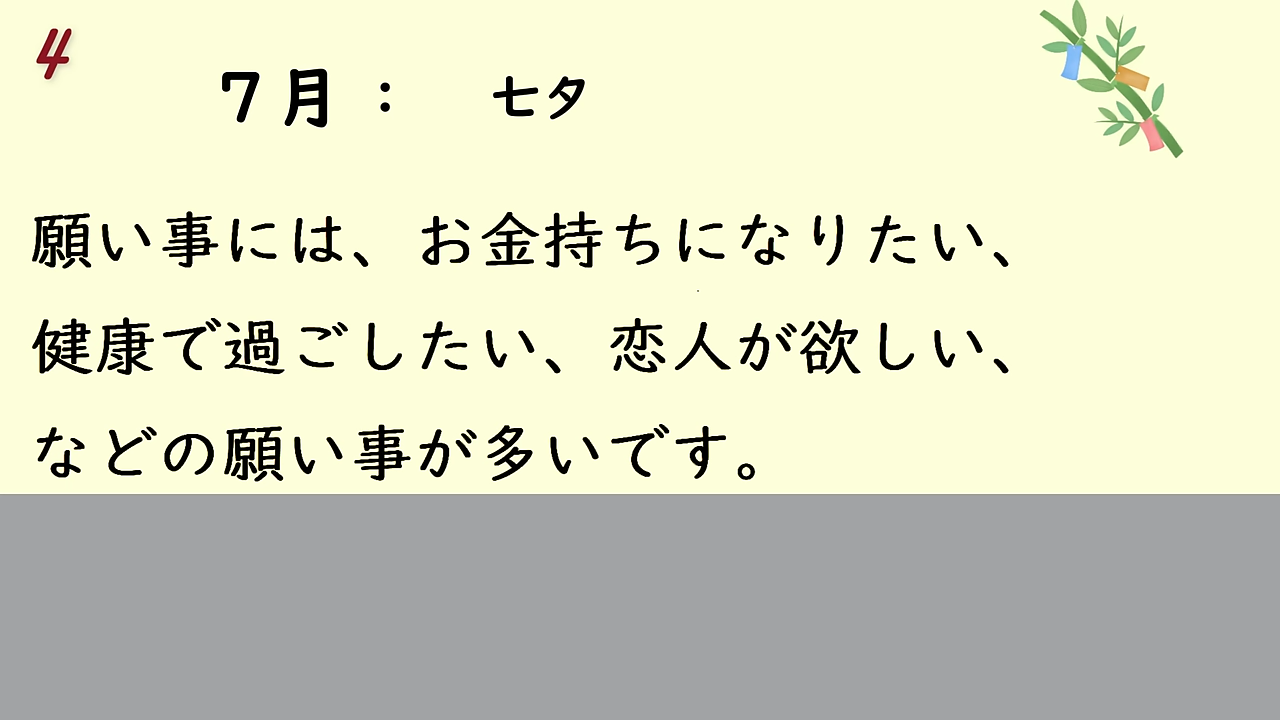 4
7月： 七夕
願い事には、お金持ちになりたい、
健康で過ごしたい、恋人が欲しい、
などの願い事が多いです。